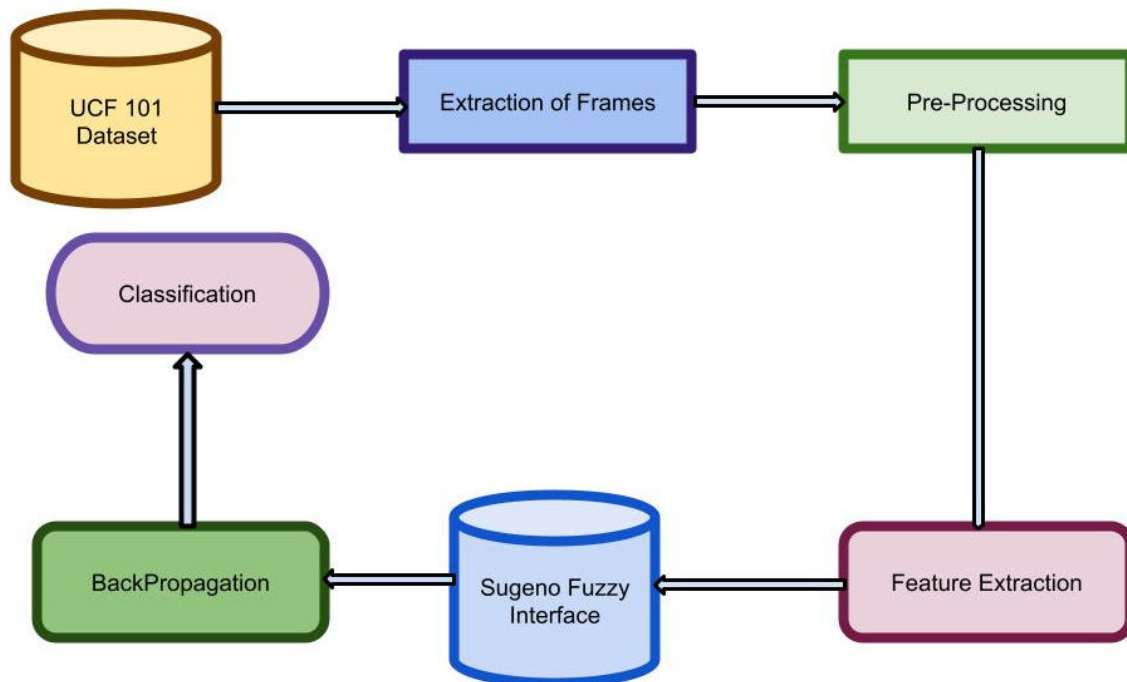 UCF 101
Dataset
Extraction of Frames
Pre-Processing
Classification
BackPropagation
Sugeno Fuzzy
Interface
Feature Extraction